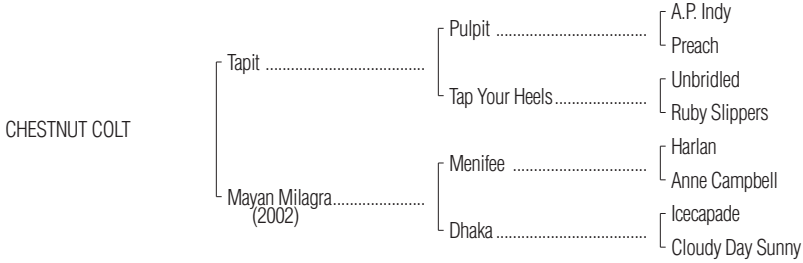 A.P. Indy
Pulpit ....................................
Preach
Tapit ......................................
Unbridled
Tap Your Heels......................
Ruby Slippers
CHESTNUT COLT
Harlan
Menifee ................................
Anne Campbell
Mayan Milagra......................
(2002)
Icecapade
Dhaka ....................................
Cloudy Day Sunny